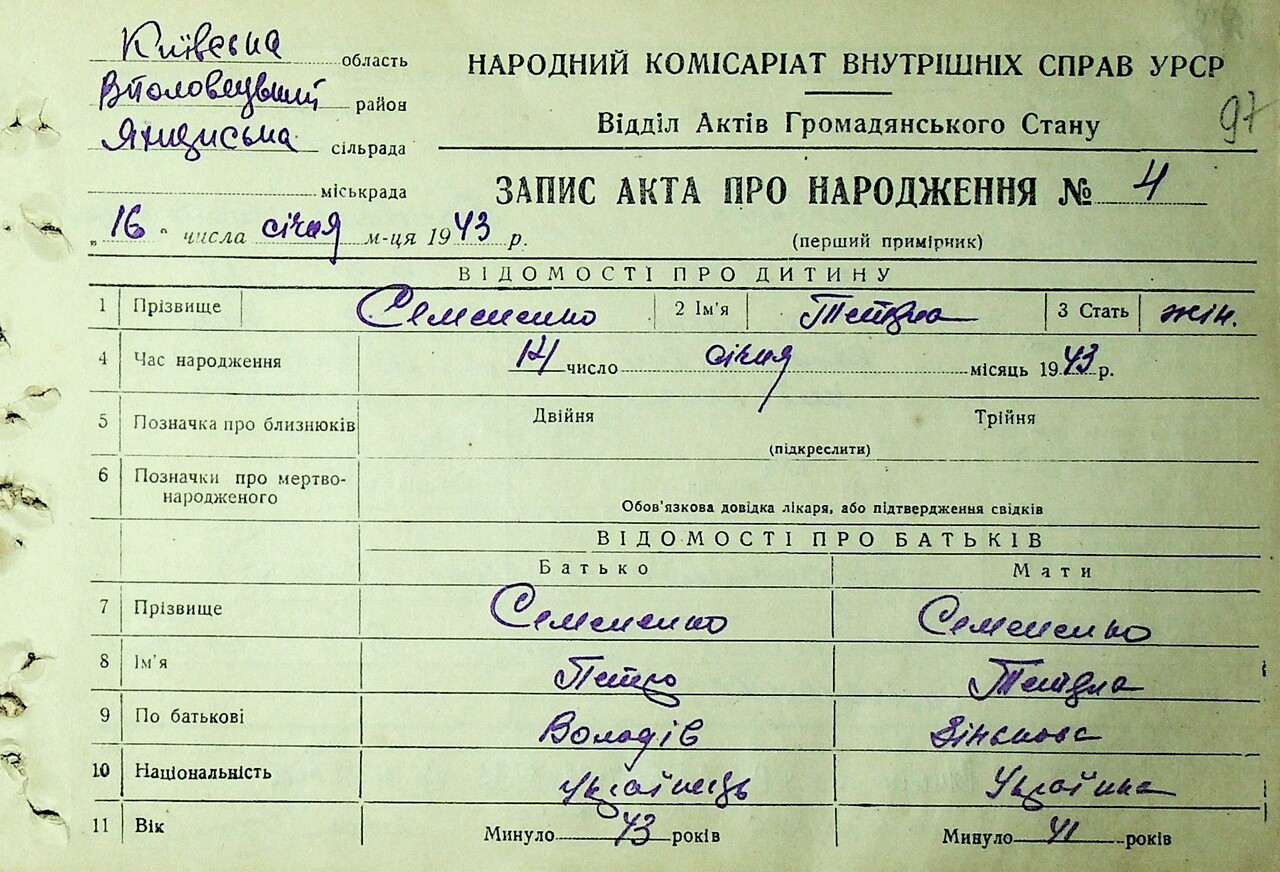 Київська область
район
сільрада
міськрада
НАРОДНИЙ КОМІСАРІАТ ВНУТРІШНІХ СПРАВ УРСР
Відділ Актів Громадянського Стану
97
ЗАПИС АКТА ПРО НАРОДЖЕННЯ № 4
„16" числа січня м-ця 1943 р.
(перший примірник)
ВІДОМОСТІ ПРО ДИТИНУ
1 Прізвище Семененко 2 Ім'я 3 Стать жін.
4 Час народження 14 число січня місяць 1943 р.
5 Позначка про близнюків Двійня Трійня
(підкреслити)
6 Позначки про мертво-
народженого
Обов'язкова довідка лікаря, або підтвердження свідків
ВІДОМОСТІ ПРО БАТЬКІВ
Батько Мати
7 Прізвище Семененко Семененко
8 Ім'я Петро
9 По батькові Володів
10 Національність Українець Українка
11 Вік Минуло 43 років Минуло 41 років